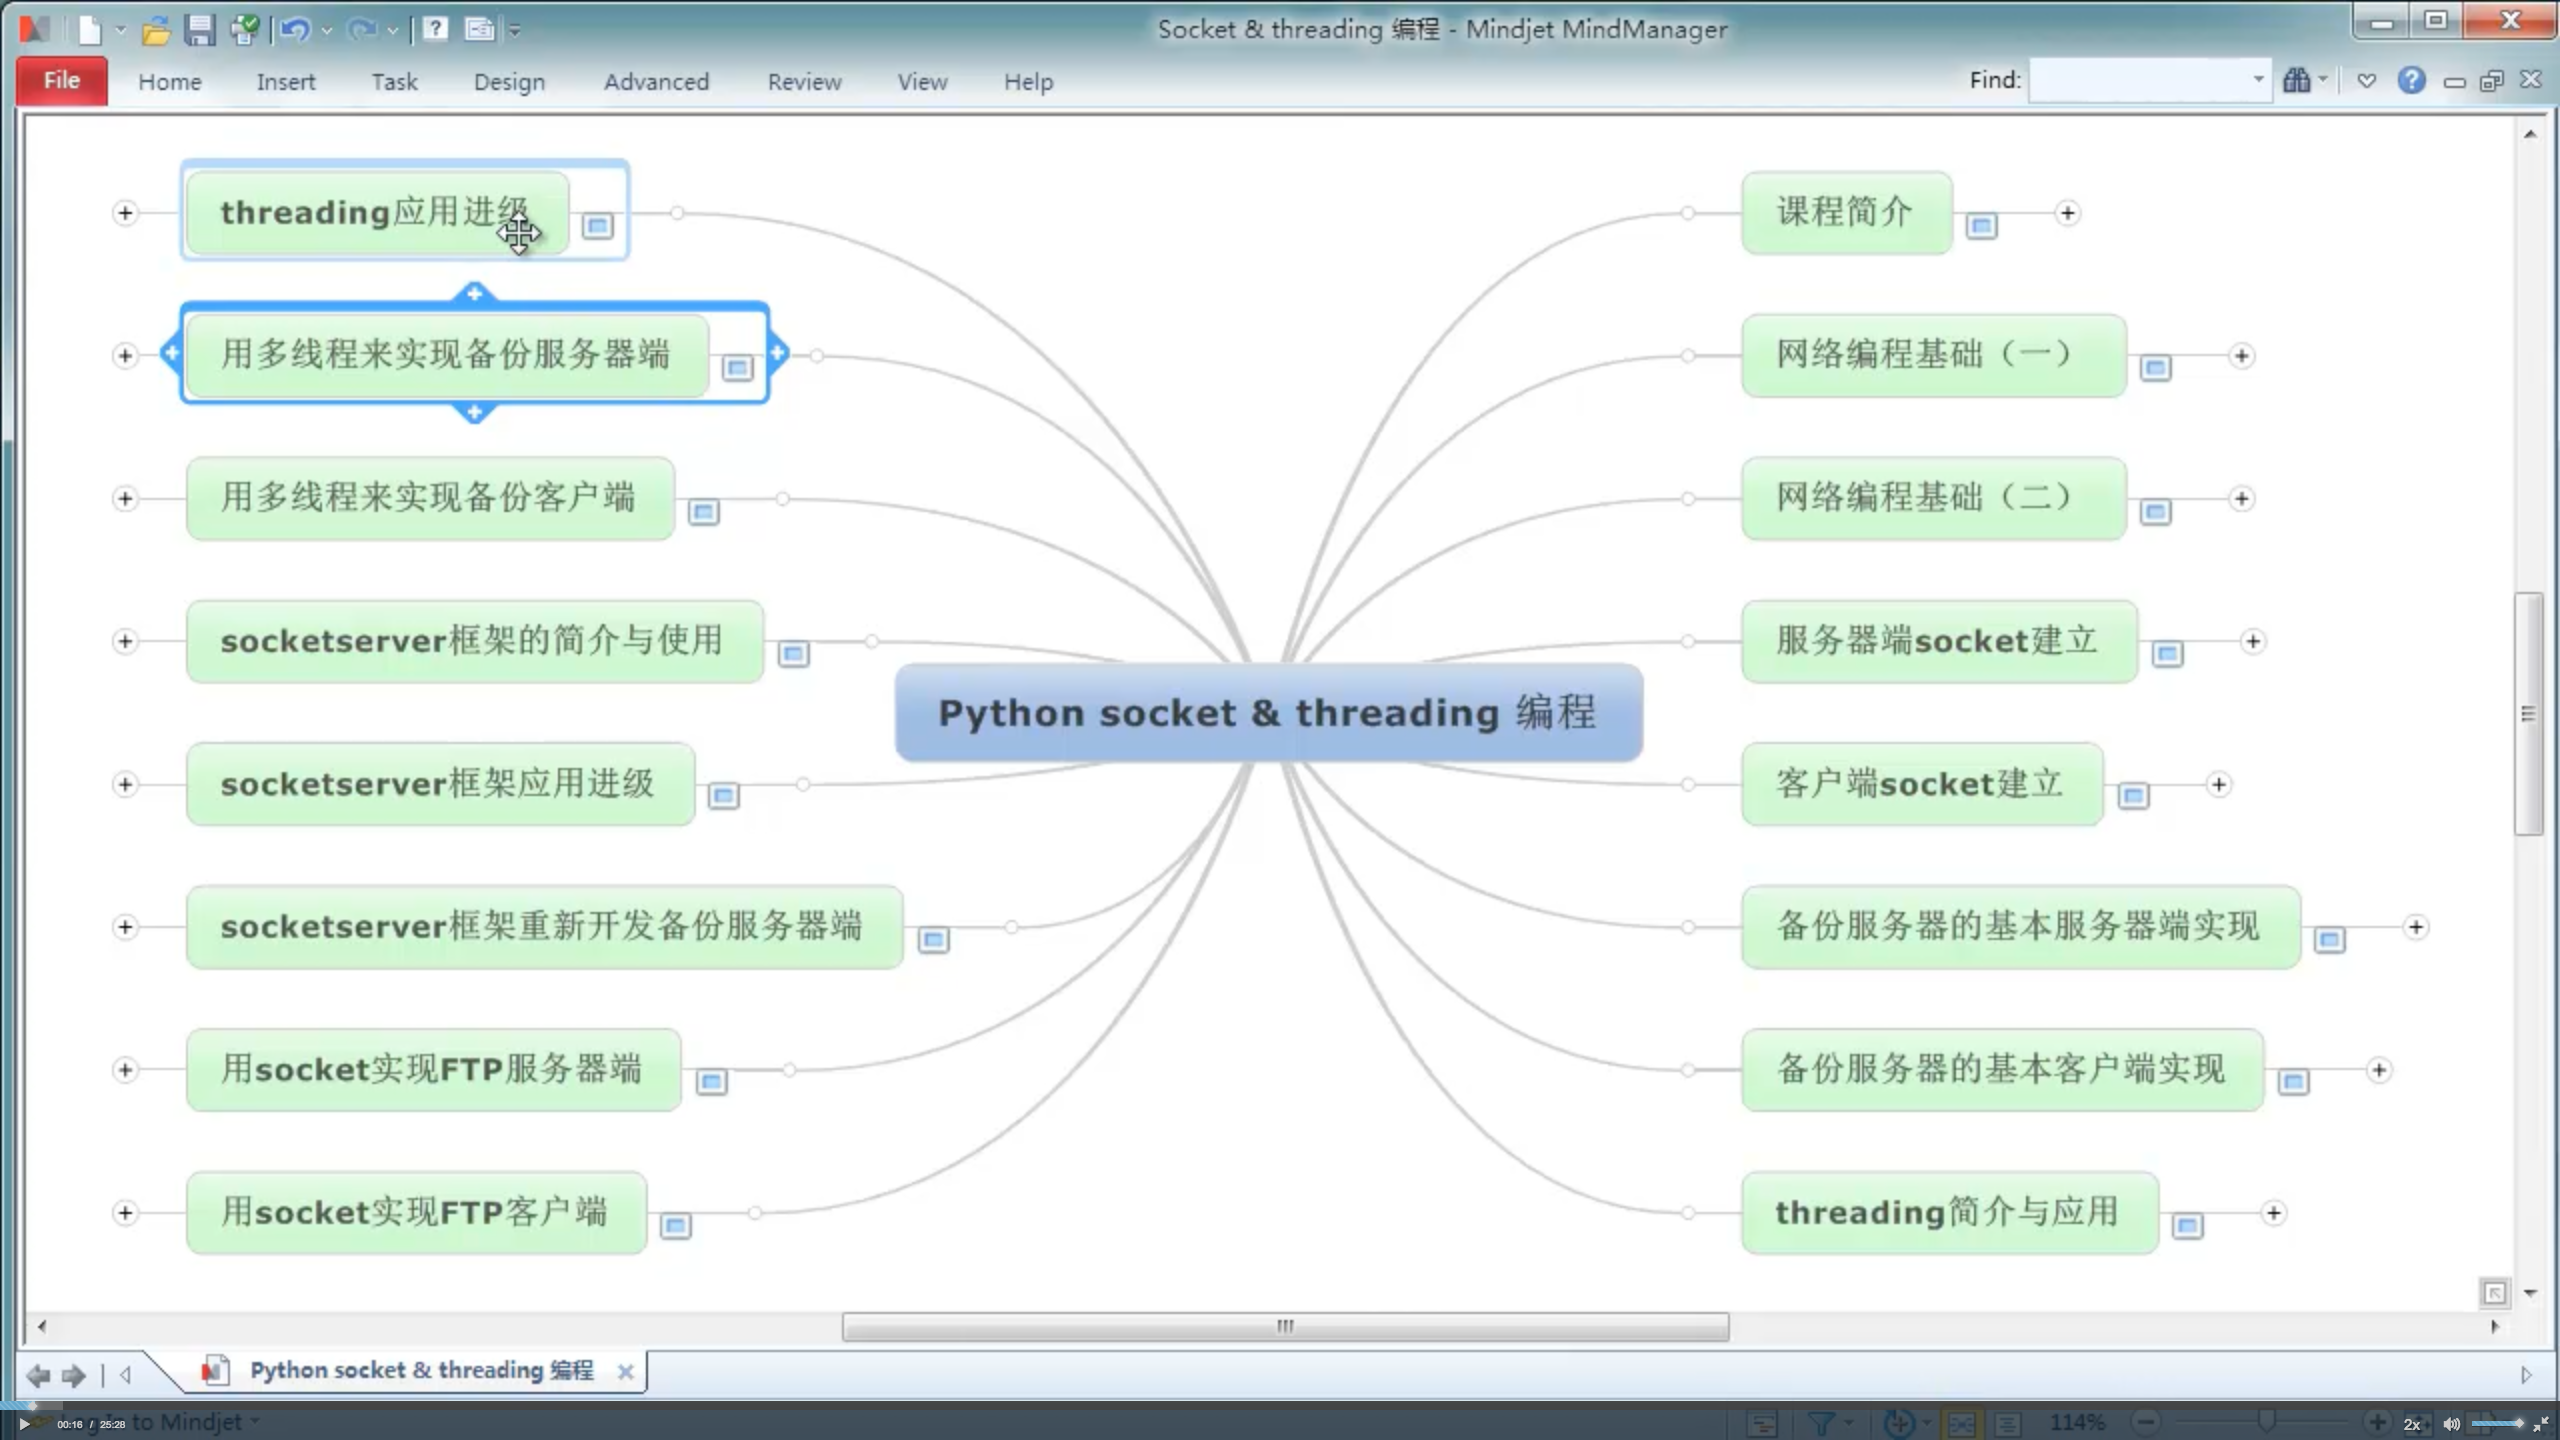 Socket & threading 编程 - Mindjet MindManager
File Home Insert Task Design Advanced Review View Help Find:
threading应用进级
用多线程来实现备份服务器端
用多线程来实现备份客户端
socketserver框架的简介与使用
socketserver框架应用进级
socketserver框架重新开发备份服务器端
用socket实现FTP服务器端
用socket实现FTP客户端
Python socket & threading 编程
课程简介
网络编程基础（一）
网络编程基础（二）
服务器端socket建立
客户端socket建立
备份服务器的基本服务器端实现
备份服务器的基本客户端实现
threading简介与应用
Python socket & threading 编程
00:16 / 25:28
Log In to Mindjet
114%
2x